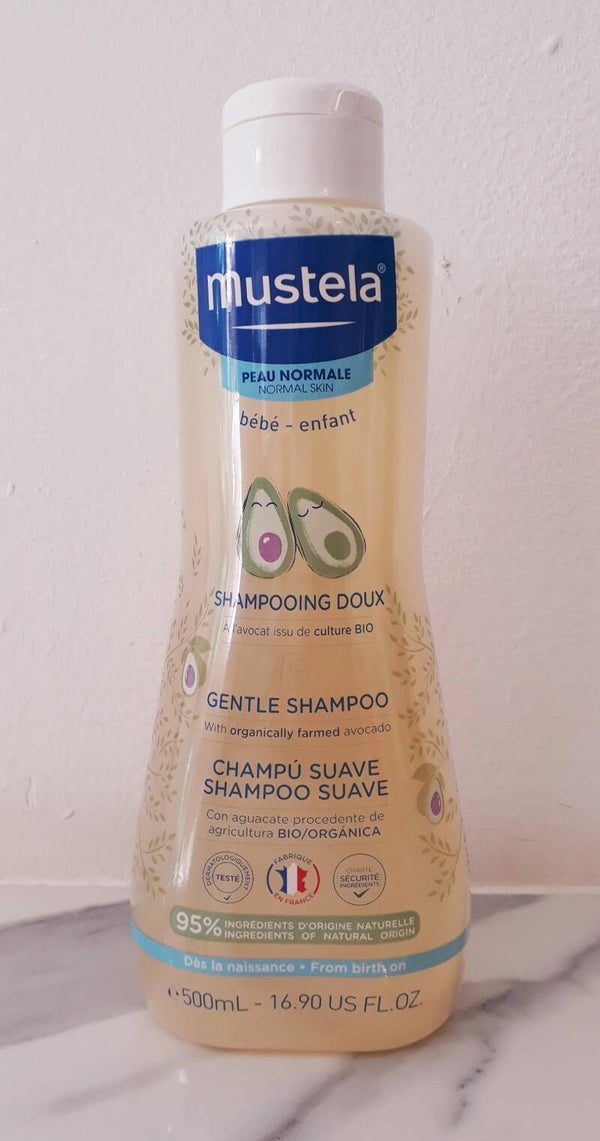 mustela®
PEAU NORMALE
NORMAL SKIN
bébé - enfant
SHAMPOOING DOUX
À l'avocat issu de culture BIO
GENTLE SHAMPOO
With organically farmed avocado
CHAMPÚ SUAVE
SHAMPOO SUAVE
Con aguacate procedente de
agricultura BIO/ORGÁNICA
DERMATOLOGIQUEMENT
TESTÉ
FABRIQUÉ
EN FRANCE
CHARTE
SÉCURITÉ
INGRÉDIENTS
95% INGRÉDIENTS D'ORIGINE NATURELLE
INGREDIENTS OF NATURAL ORIGIN
Dès la naissance • From birth on
500mL - 16.90 US FL.OZ.